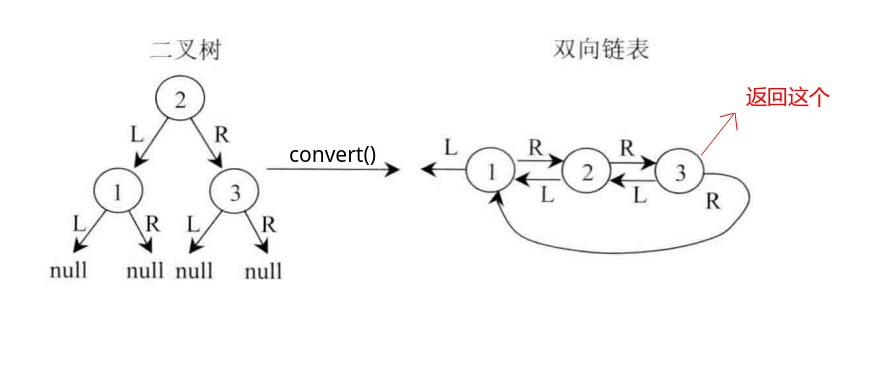 二叉树
双向链表
返回这个
2
L R
convert()
L R R
1 3
1 2 3
L L R
L R L R
null null null null